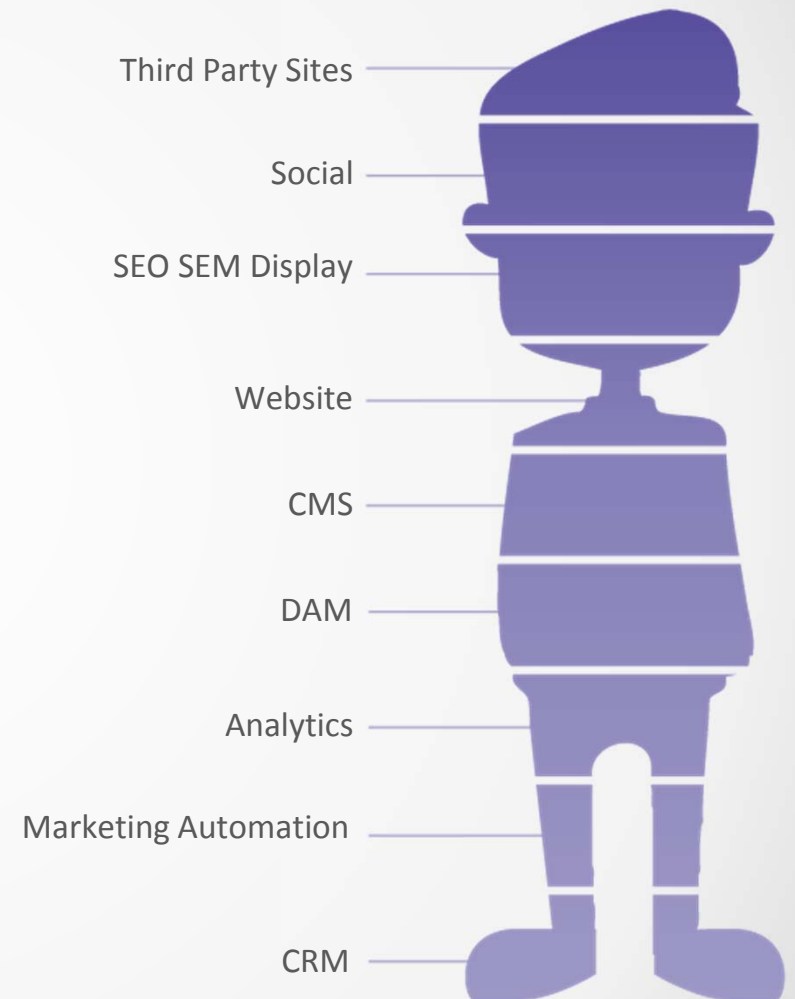 Third Party Sites
Social
SEO SEM Display
Website
CMS
DAM
Analytics
Marketing Automation
CRM